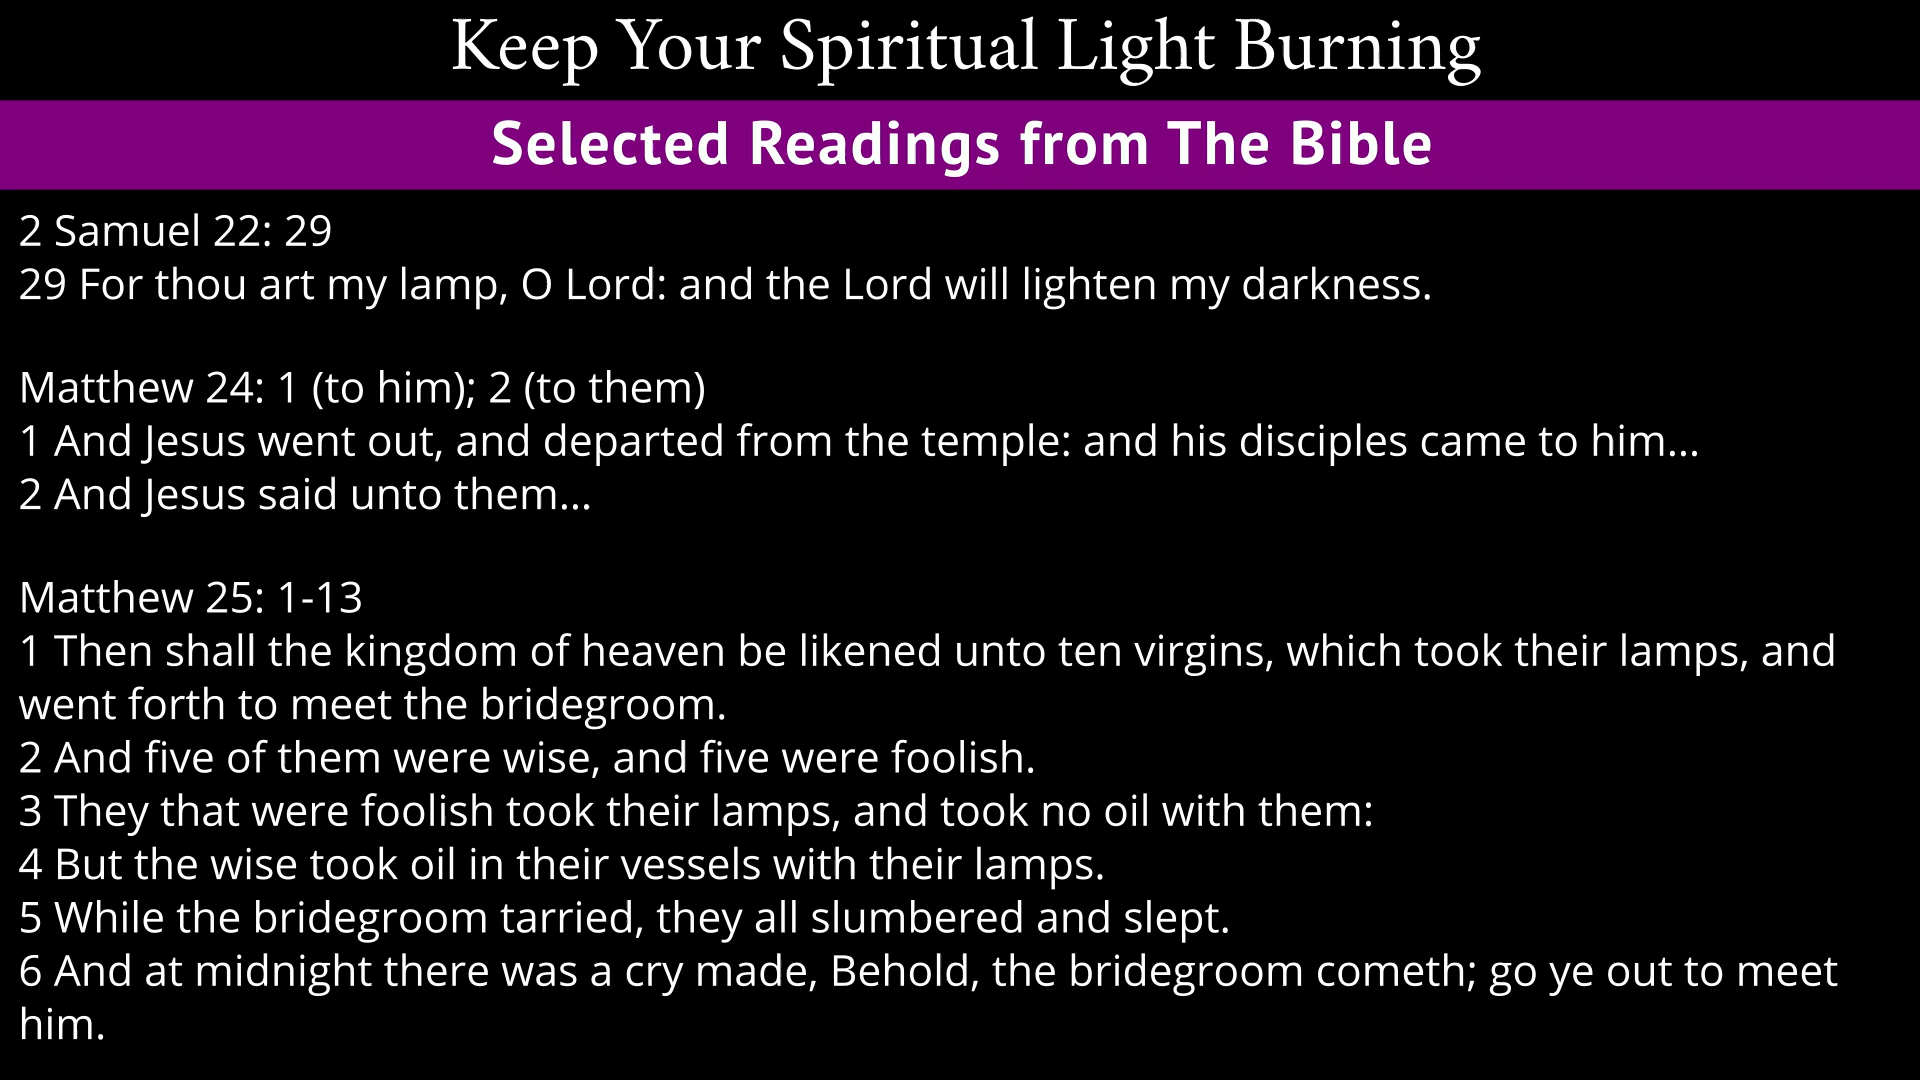 Keep Your Spiritual Light Burning
Selected Readings from The Bible
2 Samuel 22: 29
29 For thou art my lamp, O Lord: and the Lord will lighten my darkness.
Matthew 24: 1 (to him); 2 (to them)
1 And Jesus went out, and departed from the temple: and his disciples came to him...
2 And Jesus said unto them...
Matthew 25: 1-13
1 Then shall the kingdom of heaven be likened unto ten virgins, which took their lamps, and
went forth to meet the bridegroom.
2 And five of them were wise, and five were foolish.
3 They that were foolish took their lamps, and took no oil with them:
4 But the wise took oil in their vessels with their lamps.
5 While the bridegroom tarried, they all slumbered and slept.
6 And at midnight there was a cry made, Behold, the bridegroom cometh; go ye out to meet
him.